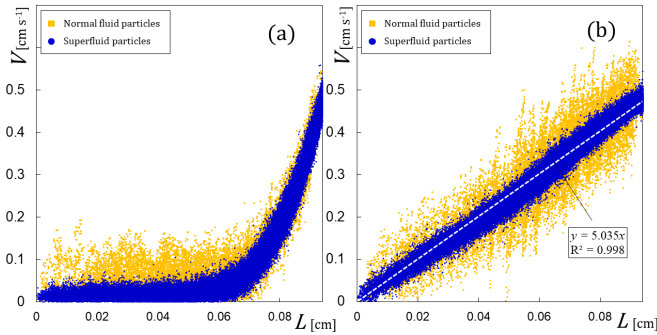 Normal fluid particles
Superfluid particles
(a)
V[cm s⁻¹]
0.5
0.4
0.3
0.2
0.1
0
0
0.02
0.04
0.06
0.08
L [cm]
Normal fluid particles
Superfluid particles
(b)
V[cm s⁻¹]
0.5
0.4
0.3
0.2
0.1
0
y = 5.035x
R² = 0.998
0
0.02
0.04
0.06
0.08
L [cm]